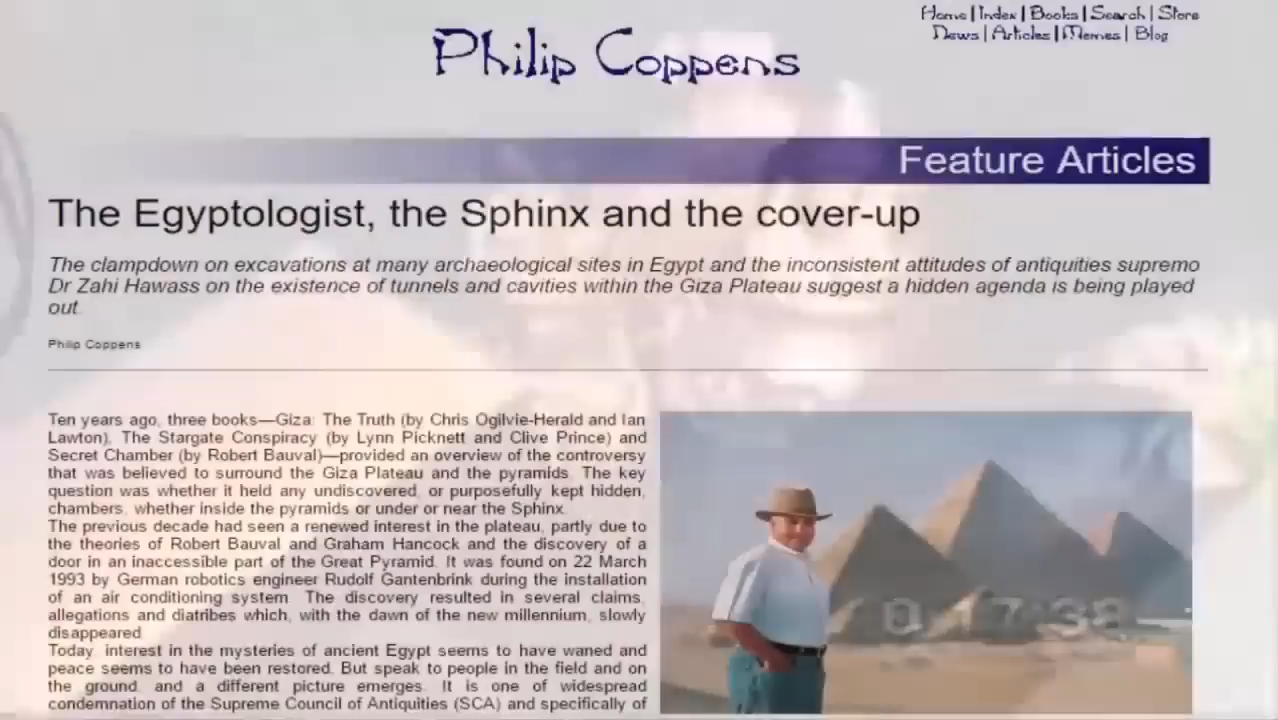 Home | Index | Books | Search | Store
News | Articles | Memes | Blog
Philip Coppens
Feature Articles
The Egyptologist, the Sphinx and the cover-up
The clampdown on excavations at many archaeological sites in Egypt and the inconsistent attitudes of antiquities supremo
Dr Zahi Hawass on the existence of tunnels and cavities within the Giza Plateau suggest a hidden agenda is being played
out.
Philip Coppens
Ten years ago, three books—Giza: The Truth (by Chris Ogilvie-Herald and Ian
Lawton), The Stargate Conspiracy (by Lynn Picknett and Clive Prince) and
Secret Chamber (by Robert Bauval)—provided an overview of the controversy
that was believed to surround the Giza Plateau and the pyramids. The key
question was whether it held any undiscovered, or purposefully kept hidden,
chambers, whether inside the pyramids or under or near the Sphinx.
The previous decade had seen a renewed interest in the plateau, partly due to
the theories of Robert Bauval and Graham Hancock and the discovery of a
door in an inaccessible part of the Great Pyramid. It was found on 22 March
1993 by German robotics engineer Rudolf Gantenbrink during the installation
of an air conditioning system. The discovery resulted in several claims,
allegations and diatribes which, with the dawn of the new millennium, slowly
disappeared.
Today, interest in the mysteries of ancient Egypt seems to have waned and
peace seems to have been restored. But speak to people in the field and on
the ground, and a different picture emerges. It is one of widespread
condemnation of the Supreme Council of Antiquities (SCA) and specifically of
0:17:38